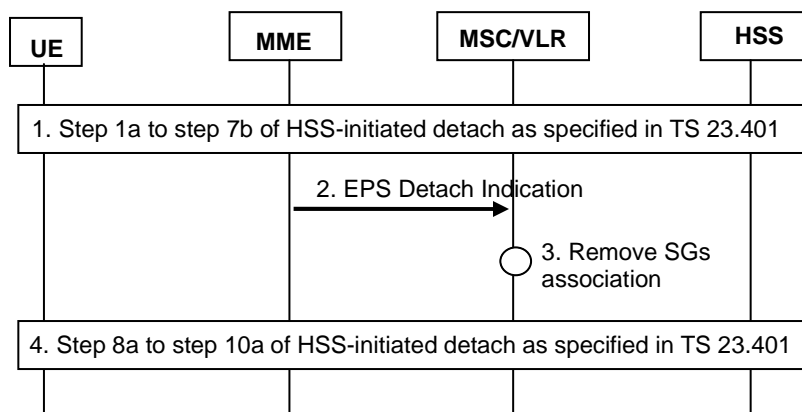 UE
MME
MSC/VLR
HSS
1. Step 1a to step 7b of HSS-initiated detach as specified in TS 23.401
2. EPS Detach Indication
3. Remove SGs
association
4. Step 8a to step 10a of HSS-initiated detach as specified in TS 23.401